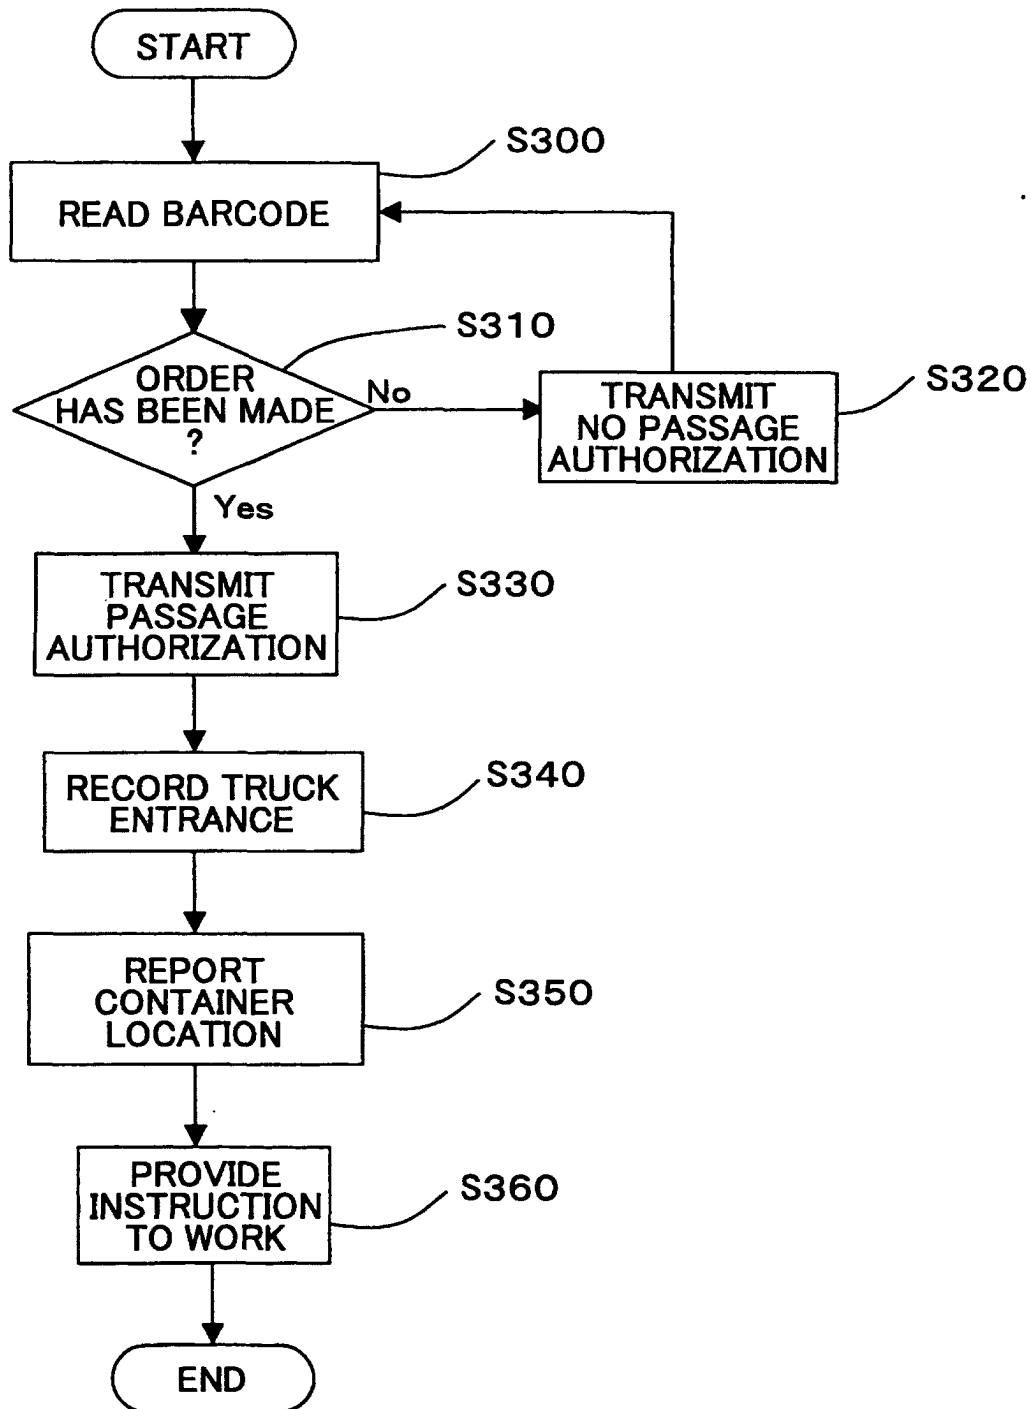 START
S300
READ BARCODE
S310
ORDER
HAS BEEN MADE
?
No
S320
TRANSMIT
NO PASSAGE
AUTHORIZATION
Yes
S330
TRANSMIT
PASSAGE
AUTHORIZATION
S340
RECORD TRUCK
ENTRANCE
S350
REPORT
CONTAINER
LOCATION
S360
PROVIDE
INSTRUCTION
TO WORK
END